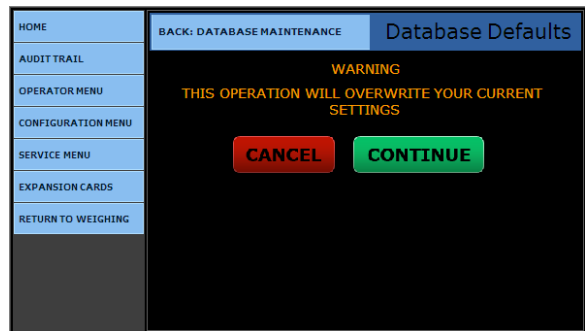 HOME
BACK: DATABASE MAINTENANCE
Database Defaults
AUDIT TRAIL
OPERATOR MENU
CONFIGURATION MENU
SERVICE MENU
EXPANSION CARDS
RETURN TO WEIGHING
WARNING
THIS OPERATION WILL OVERWRITE YOUR CURRENT
SETTINGS
CANCEL
CONTINUE